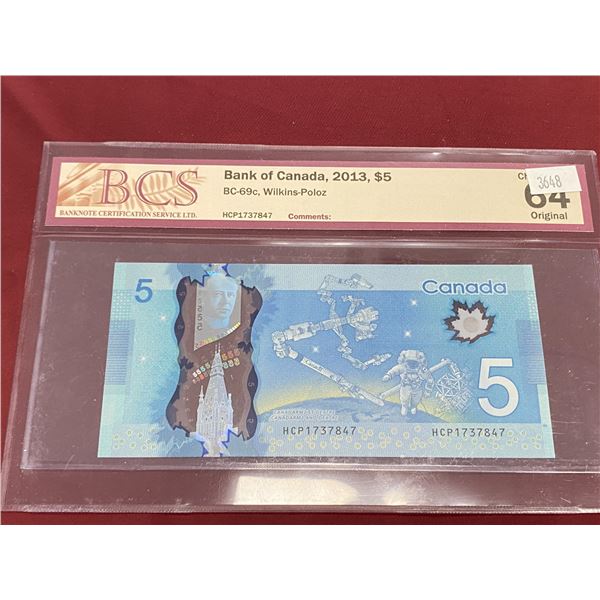 BCS
BANKNOTE CERTIFICATION SERVICE LTD.
Bank of Canada, 2013, $5
BC-69c, Wilkins-Poloz
HCP1737847 Comments:
3648
64
Original
5
Canada
5
HCP1737847
HCP1737847